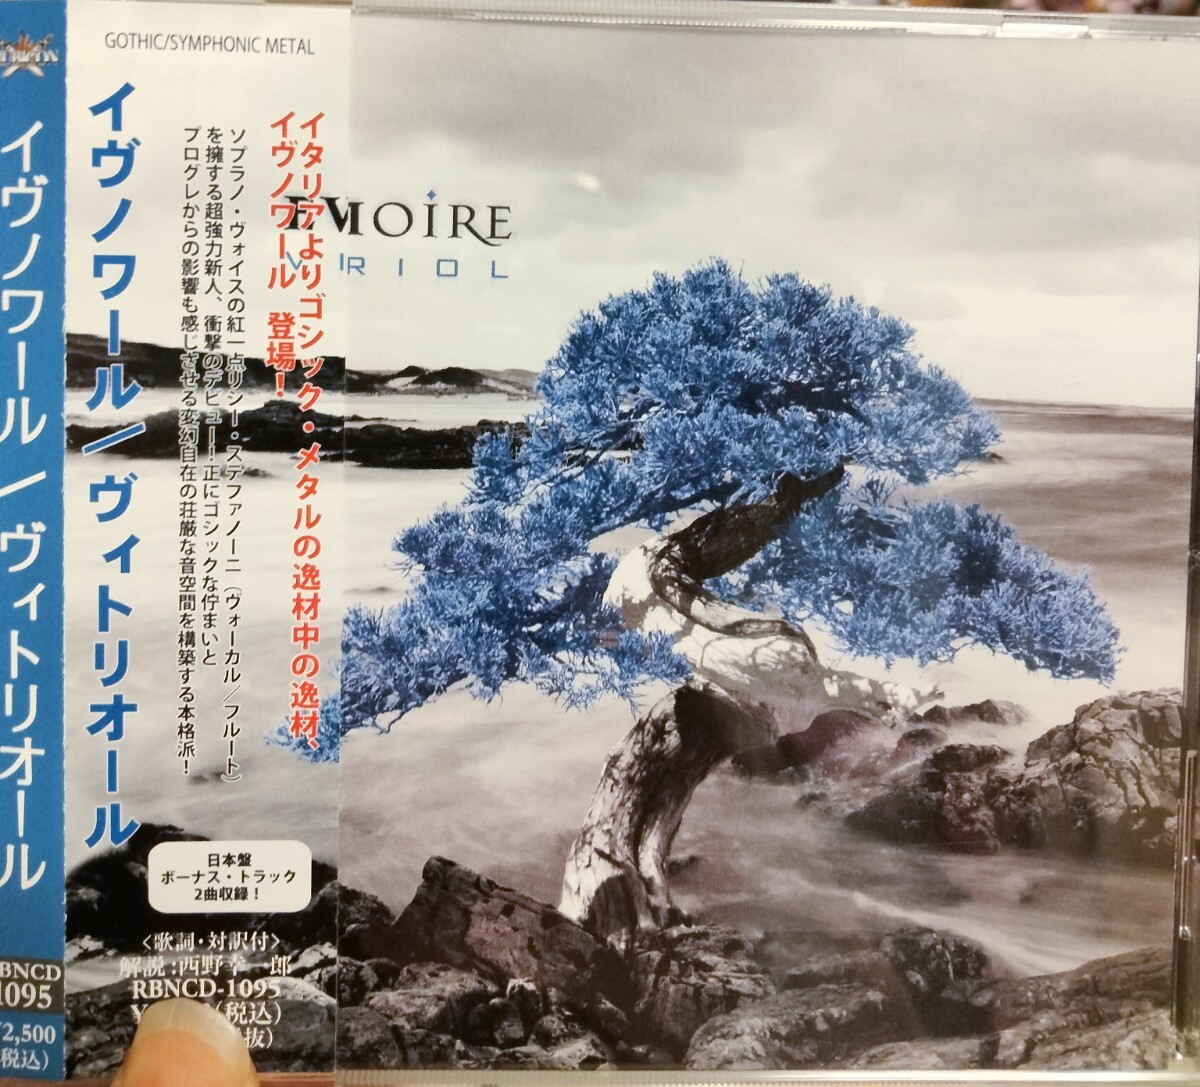 GOTHIC/SYMPHONIC METAL
イヴノワール/ヴィトリオール
イタリアよりゴシック・メタルの逸材中の逸材、
イヴノワール 登場！
ソプラノ・ヴォイスの紅一点リシー・ステファノーニ（ヴォーカル／フルート）
を擁する超強力新人、衝撃のデビュー！正にゴシックな佇まいと
プログレからの影響も感じさせる変幻自在の荘厳な音空間を構築する本格派！
日本盤
ボーナス・トラック
2曲収録！
<歌詞・対訳付>
解説：西野幸一郎
RBNCD-1095
(税込)
抜)
イヴノワール/ヴィトリオール
BNCD
1095
2,500
税込)
OIRE
RIOL